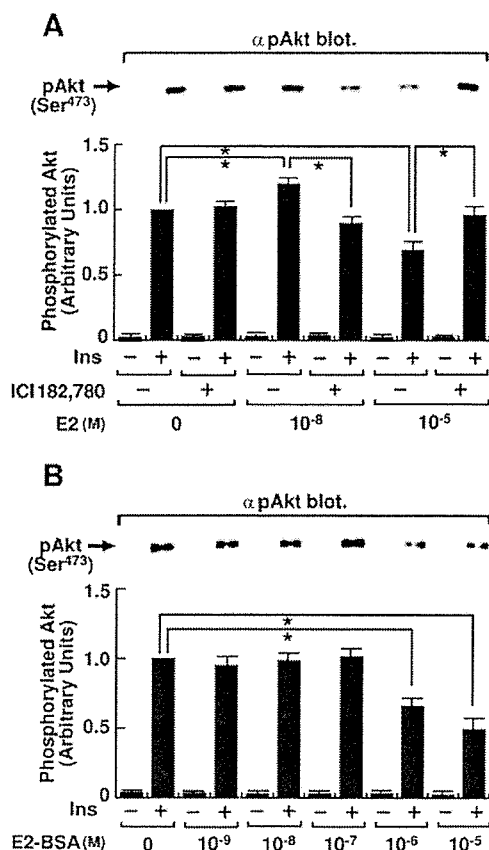 A
α pAkt blot.
pAkt
(Ser473)
Phosphorylated Akt
(Arbitrary Units)
1.5
1.0
0.5
0
* * * *
Ins − + − + − + − + − + − +
ICI182,780 − + − + − +
E2 (M) 0 10-8 10-5
B
α pAkt blot.
pAkt
(Ser473)
Phosphorylated Akt
(Arbitrary Units)
1.5
1.0
0.5
0
* *
Ins − + − + − + − + − + − +
E2-BSA (M) 0 10-9 10-8 10-7 10-6 10-5